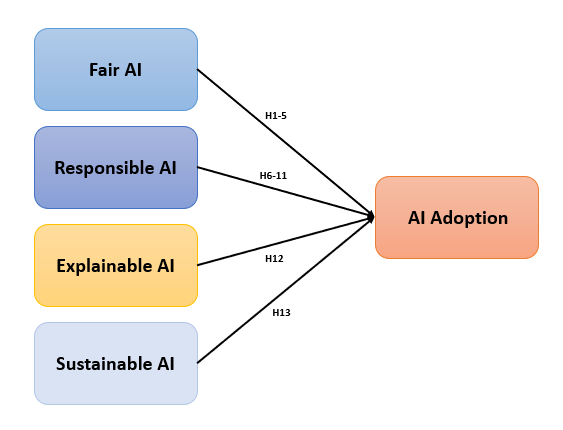 Fair AI
H1-5
Responsible AI
H6-11
AI Adoption
Explainable AI
H12
H13
Sustainable AI